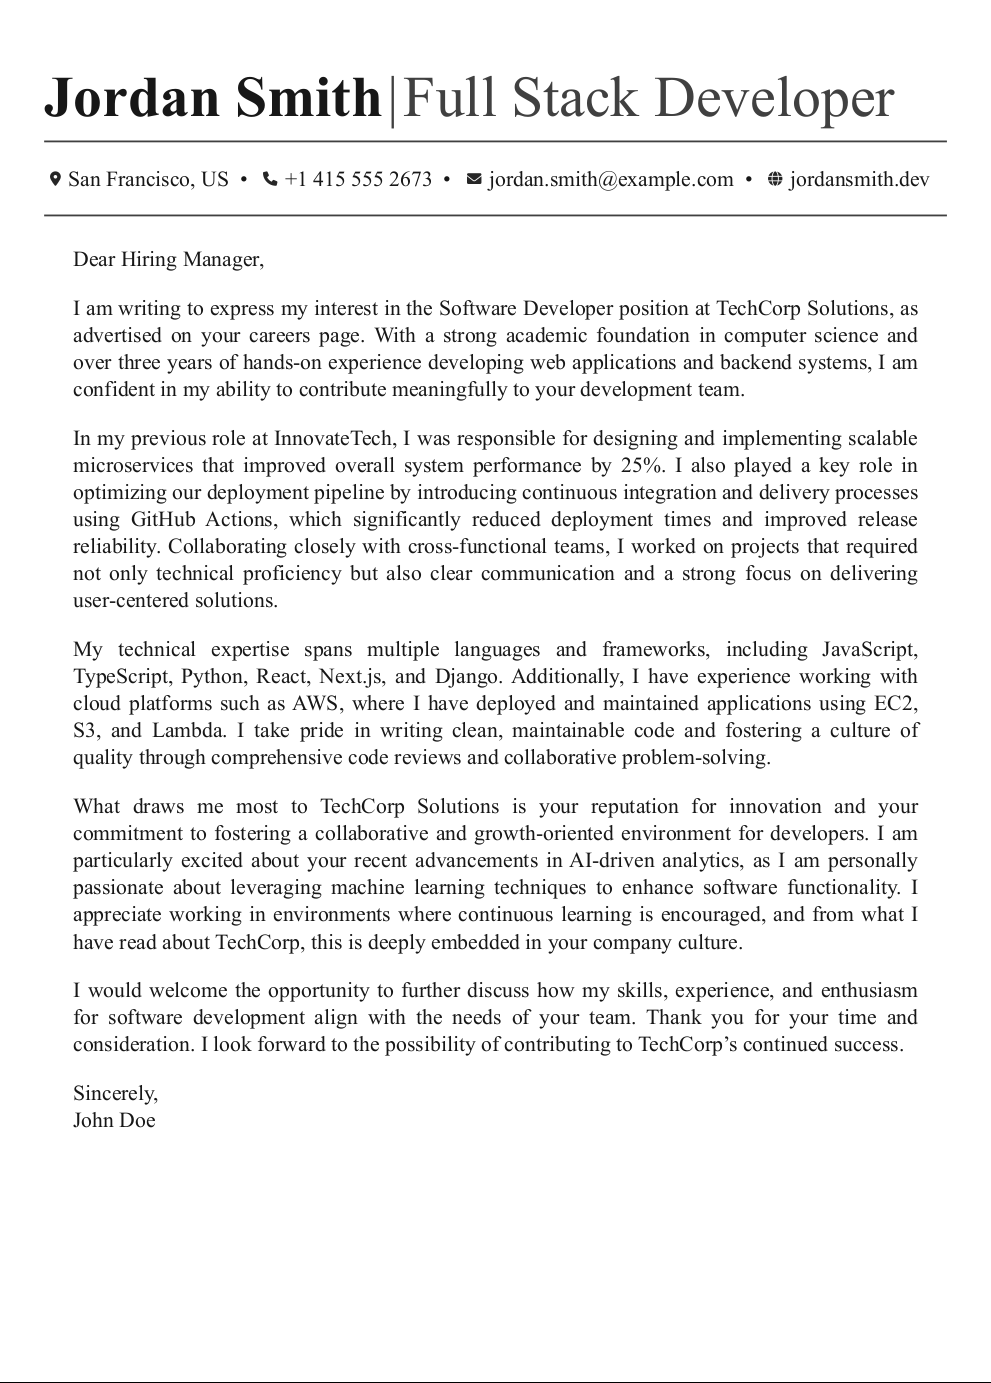 Jordan Smith|Full Stack Developer
San Francisco, US • +1 415 555 2673 • jordan.smith@example.com • jordansmith.dev
Dear Hiring Manager,
I am writing to express my interest in the Software Developer position at TechCorp Solutions, as
advertised on your careers page. With a strong academic foundation in computer science and
over three years of hands-on experience developing web applications and backend systems, I am
confident in my ability to contribute meaningfully to your development team.
In my previous role at InnovateTech, I was responsible for designing and implementing scalable
microservices that improved overall system performance by 25%. I also played a key role in
optimizing our deployment pipeline by introducing continuous integration and delivery processes
using GitHub Actions, which significantly reduced deployment times and improved release
reliability. Collaborating closely with cross-functional teams, I worked on projects that required
not only technical proficiency but also clear communication and a strong focus on delivering
user-centered solutions.
My technical expertise spans multiple languages and frameworks, including JavaScript,
TypeScript, Python, React, Next.js, and Django. Additionally, I have experience working with
cloud platforms such as AWS, where I have deployed and maintained applications using EC2,
S3, and Lambda. I take pride in writing clean, maintainable code and fostering a culture of
quality through comprehensive code reviews and collaborative problem-solving.
What draws me most to TechCorp Solutions is your reputation for innovation and your
commitment to fostering a collaborative and growth-oriented environment for developers. I am
particularly excited about your recent advancements in AI-driven analytics, as I am personally
passionate about leveraging machine learning techniques to enhance software functionality. I
appreciate working in environments where continuous learning is encouraged, and from what I
have read about TechCorp, this is deeply embedded in your company culture.
I would welcome the opportunity to further discuss how my skills, experience, and enthusiasm
for software development align with the needs of your team. Thank you for your time and
consideration. I look forward to the possibility of contributing to TechCorp’s continued success.
Sincerely,
John Doe